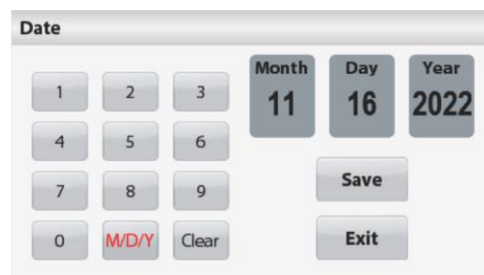 Date
1 2 3
4 5 6
7 8 9
0 M/D/Y Clear
Month Day Year
11 16 2022
Save
Exit